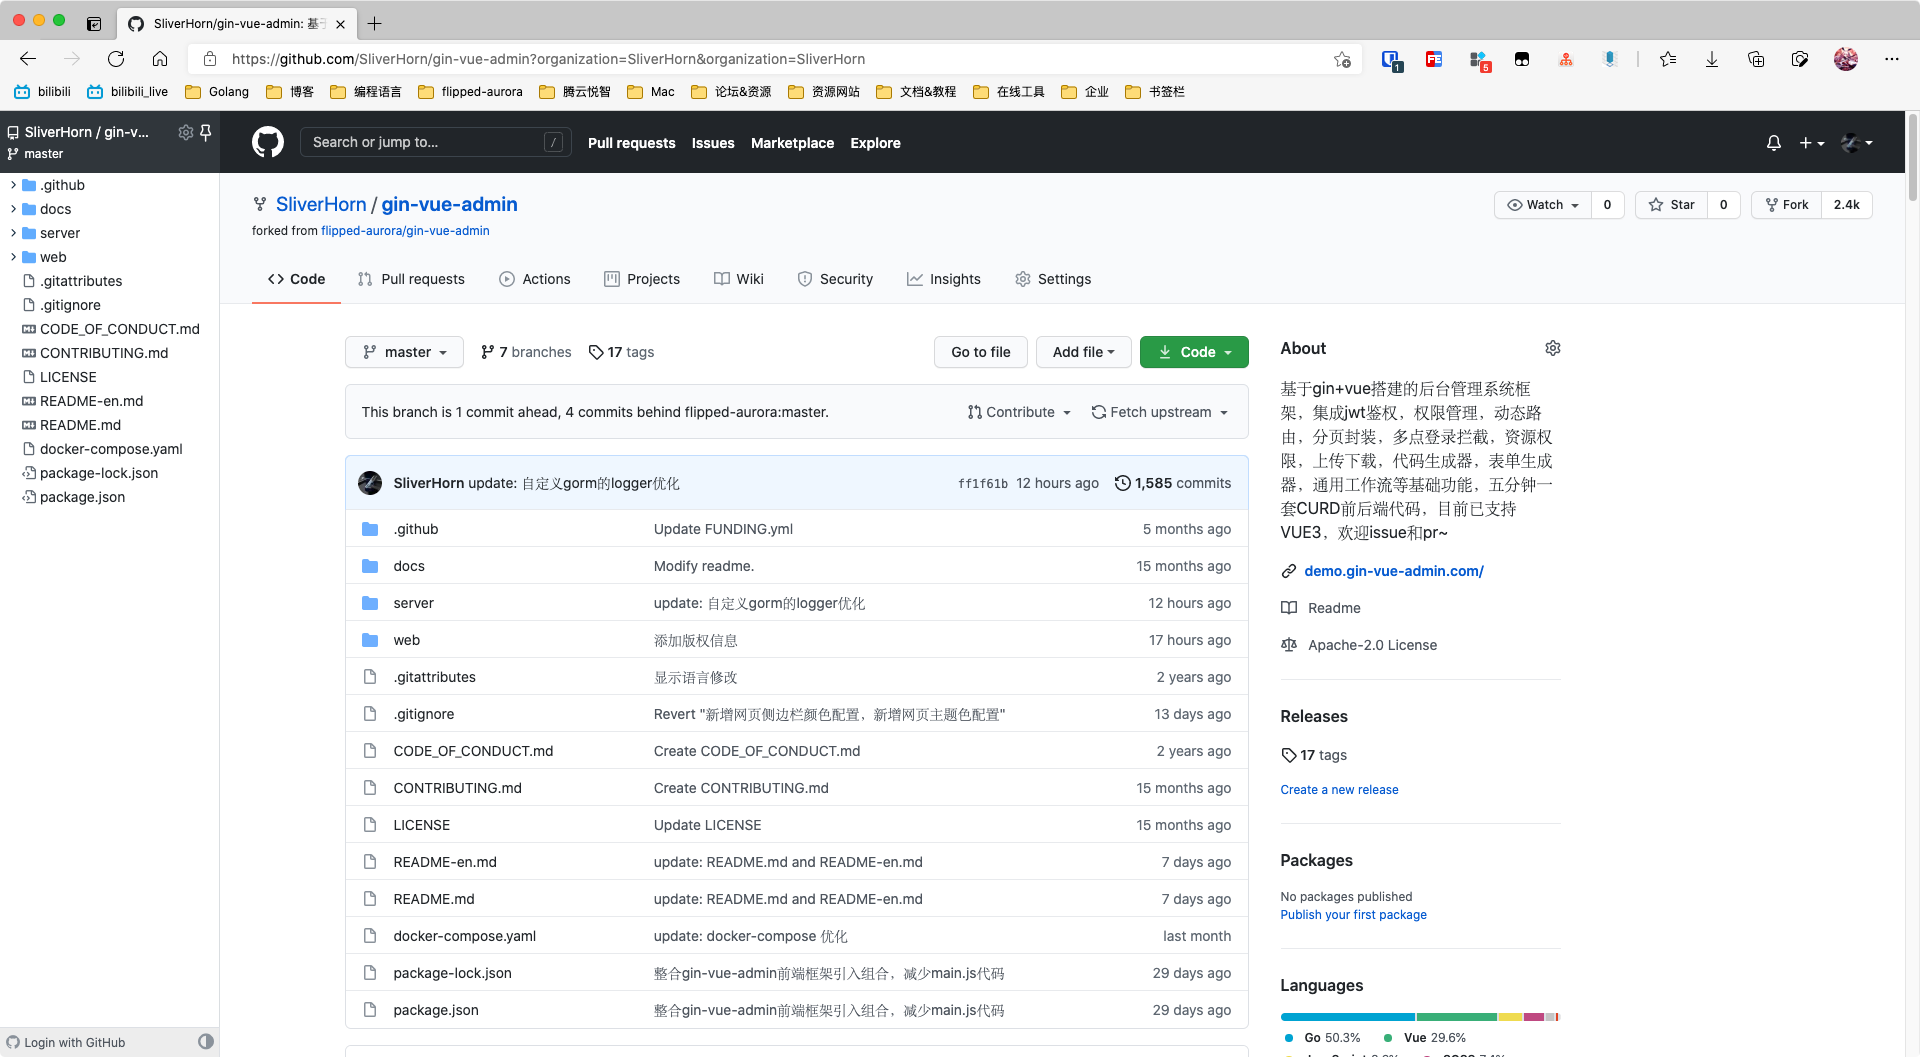 SliverHorn/gin-vue-admin: 基于
https://github.com/SliverHorn/gin-vue-admin?organization=SliverHorn&organization=SliverHorn
1
5
bilibili
bilibili_live
Golang
博客
编程语言
flipped-aurora
腾云悦智
Mac
论坛&资源
资源网站
文档&教程
在线工具
企业
书签栏
SliverHorn / gin-v...
master
.github
docs
server
web
.gitattributes
.gitignore
CODE_OF_CONDUCT.md
CONTRIBUTING.md
LICENSE
README-en.md
README.md
docker-compose.yaml
package-lock.json
package.json
Login with GitHub
Search or jump to...
/
Pull requests
Issues
Marketplace
Explore
SliverHorn / gin-vue-admin
forked from flipped-aurora/gin-vue-admin
Watch 0
Star 0
Fork 2.4k
Code
Pull requests
Actions
Projects
Wiki
Security
Insights
Settings
master
7 branches
17 tags
Go to file
Add file
Code
This branch is 1 commit ahead, 4 commits behind flipped-aurora:master.
Contribute
Fetch upstream
SliverHorn update: 自定义gorm的logger优化
ff1f61b 12 hours ago
1,585 commits
.github Update FUNDING.yml 5 months ago
docs Modify readme. 15 months ago
server update: 自定义gorm的logger优化 12 hours ago
web 添加版权信息 17 hours ago
.gitattributes 显示语言修改 2 years ago
.gitignore Revert "新增网页侧边栏颜色配置，新增网页主题色配置" 13 days ago
CODE_OF_CONDUCT.md Create CODE_OF_CONDUCT.md 2 years ago
CONTRIBUTING.md Create CONTRIBUTING.md 15 months ago
LICENSE Update LICENSE 15 months ago
README-en.md update: README.md and README-en.md 7 days ago
README.md update: README.md and README-en.md 7 days ago
docker-compose.yaml update: docker-compose 优化 last month
package-lock.json 整合gin-vue-admin前端框架引入组合，减少main.js代码 29 days ago
package.json 整合gin-vue-admin前端框架引入组合，减少main.js代码 29 days ago
About
基于gin+vue搭建的后台管理系统框
架，集成jwt鉴权，权限管理，动态路
由，分页封装，多点登录拦截，资源权
限，上传下载，代码生成器，表单生成
器，通用工作流等基础功能，五分钟一
套CURD前后端代码，目前已支持
VUE3，欢迎issue和pr~
demo.gin-vue-admin.com/
Readme
Apache-2.0 License
Releases
17 tags
Create a new release
Packages
No packages published
Publish your first package
Languages
Go 50.3%
Vue 29.6%